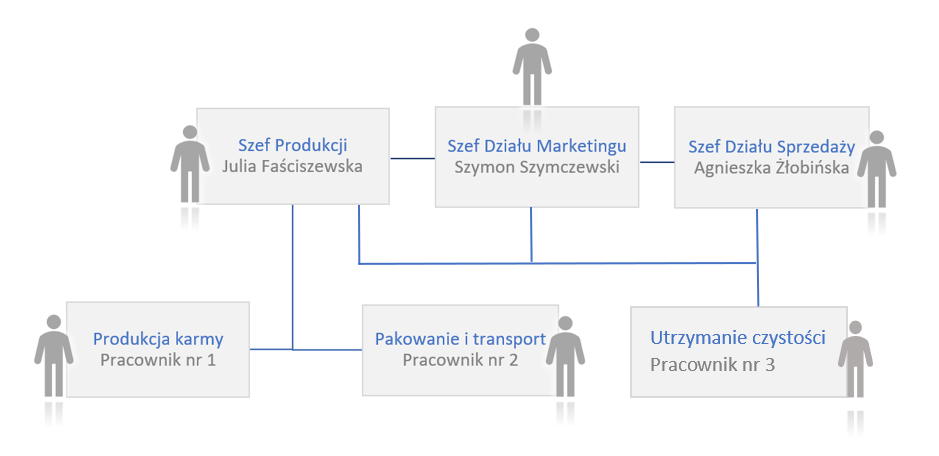 Szef Produkcji
Julia Faściszewska
Szef Działu Marketingu
Szymon Szymczewski
Szef Działu Sprzedaży
Agnieszka Żłobińska
Produkcja karmy
Pracownik nr 1
Pakowanie i transport
Pracownik nr 2
Utrzymanie czystości
Pracownik nr 3